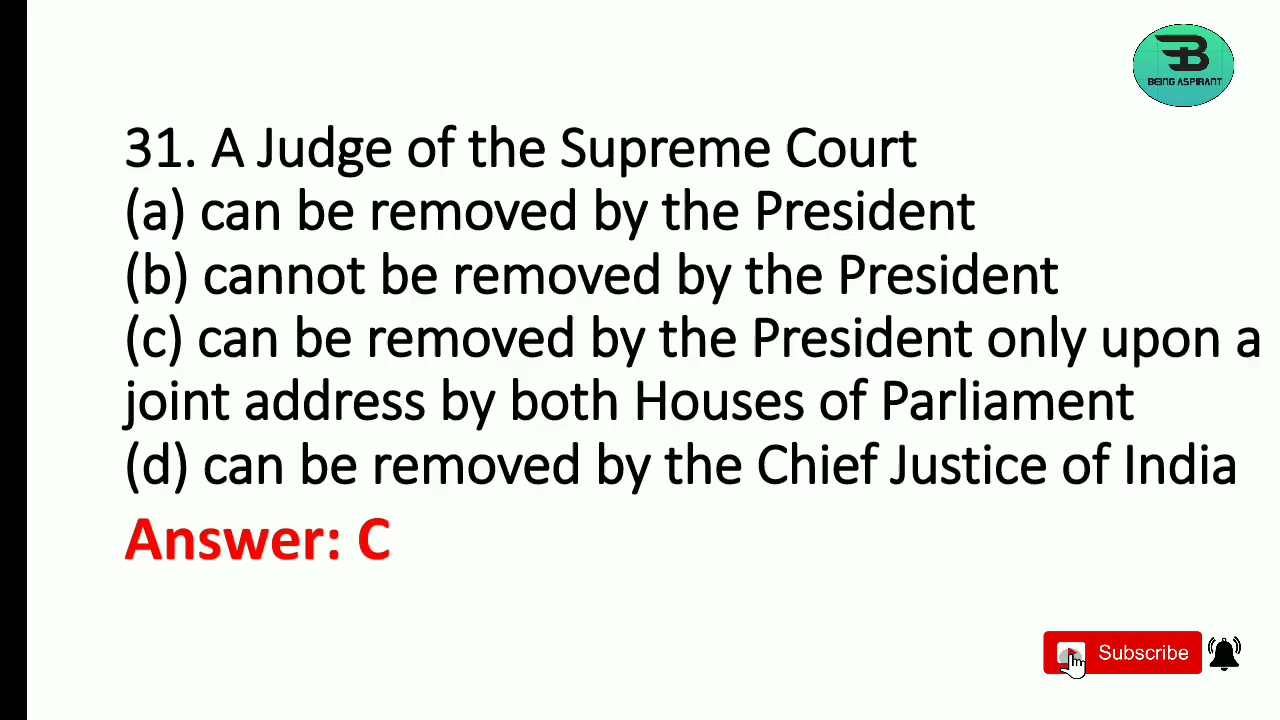 BEING ASPIRANT
31. A Judge of the Supreme Court
(a) can be removed by the President
(b) cannot be removed by the President
(c) can be removed by the President only upon a
joint address by both Houses of Parliament
(d) can be removed by the Chief Justice of India
Answer: C
Subscribe